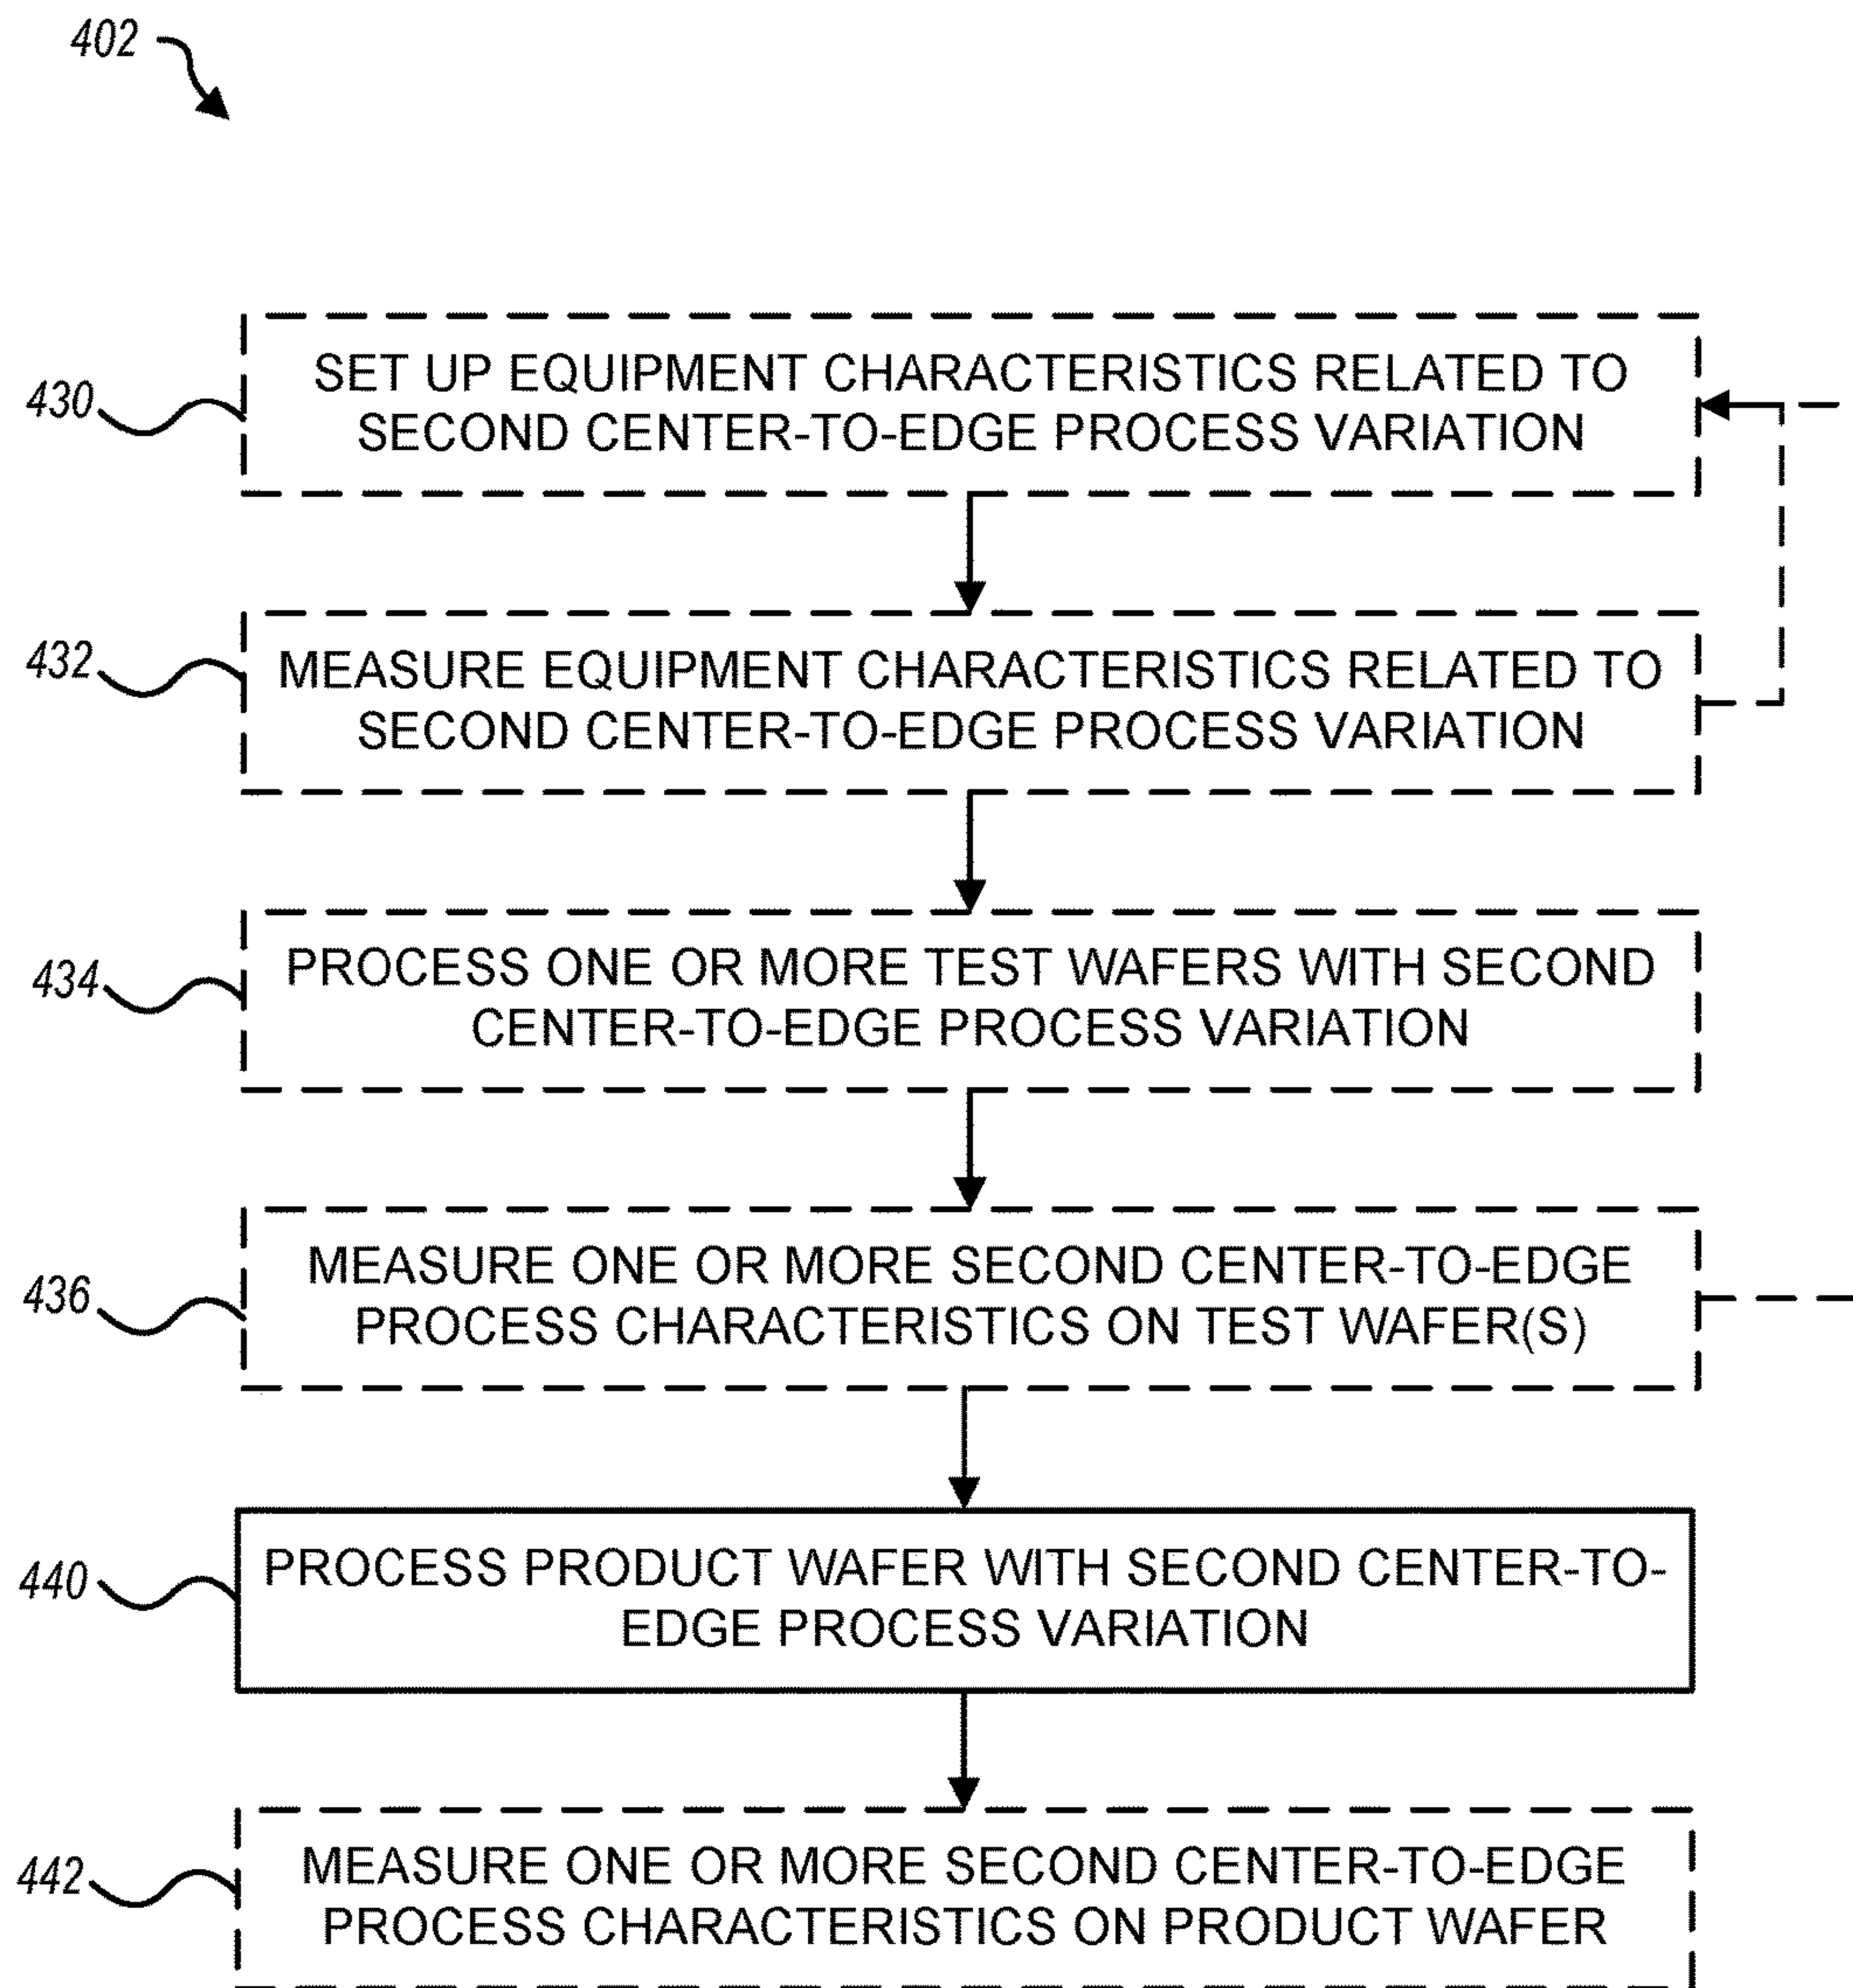 402
430
SET UP EQUIPMENT CHARACTERISTICS RELATED TO
SECOND CENTER-TO-EDGE PROCESS VARIATION
432
MEASURE EQUIPMENT CHARACTERISTICS RELATED TO
SECOND CENTER-TO-EDGE PROCESS VARIATION
434
PROCESS ONE OR MORE TEST WAFERS WITH SECOND
CENTER-TO-EDGE PROCESS VARIATION
436
MEASURE ONE OR MORE SECOND CENTER-TO-EDGE
PROCESS CHARACTERISTICS ON TEST WAFER(S)
440
PROCESS PRODUCT WAFER WITH SECOND CENTER-TO-
EDGE PROCESS VARIATION
442
MEASURE ONE OR MORE SECOND CENTER-TO-EDGE
PROCESS CHARACTERISTICS ON PRODUCT WAFER